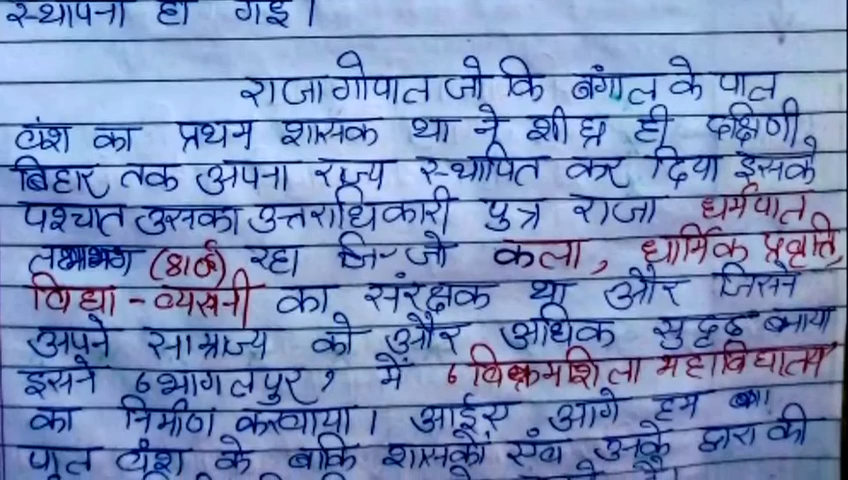 स्थापना हो गई।
राजा गोपाल जो कि बंगाल के पाल
वंश का प्रथम शासक था ने शीघ्र ही दक्षिणी
बिहार तक अपना राज्य स्थापित कर दिया इसके
पश्चात उसका उत्तराधिकारी पुत्र राजा धर्मपाल
लगभग (810ई) रहा जो कला, धार्मिक प्रवृत्ति,
विद्या - व्यसनी का संरक्षक था और जिसने
अपने साम्राज्य को और अधिक सुदृढ़ बनाया
इसने ‘भागलपुर’ में ‘विक्रमशिला महाविद्यालय
का निर्माण करवाया। आईए आगे हम
पाल वंश के बाकि शासकों एंव उनके द्वारा की